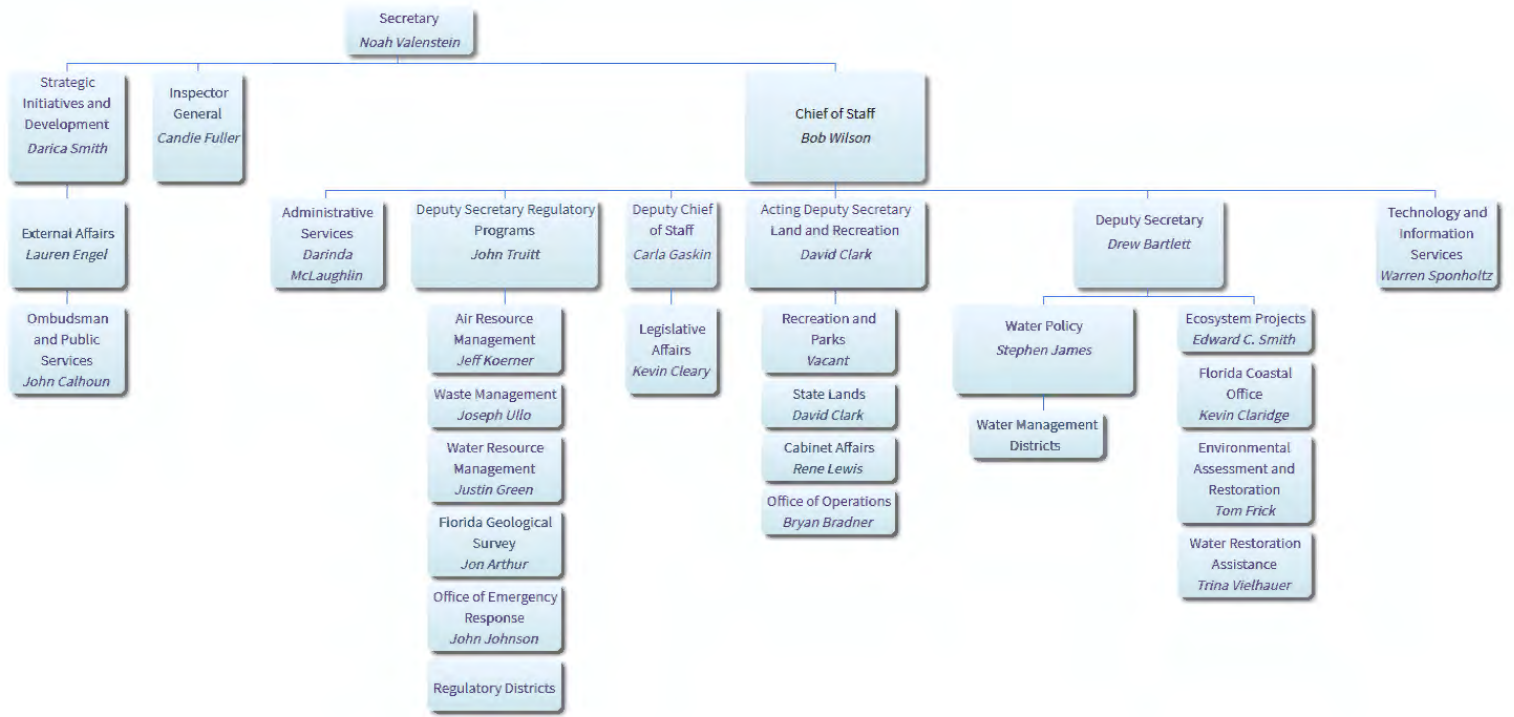 Secretary
Noah Valenstein
Strategic
Initiatives and
Development
Darica Smith
Inspector
General
Candie Fuller
Chief of Staff
Bob Wilson
External Affairs
Lauren Engel
Ombudsman
and Public
Services
John Calhoun
Administrative
Services
Darinda
McLaughlin
Deputy Secretary Regulatory
Programs
John Truitt
Deputy Chief
of Staff
Carla Gaskin
Acting Deputy Secretary
Land and Recreation
David Clark
Deputy Secretary
Drew Bartlett
Technology and
Information
Services
Warren Sponholtz
Air Resource
Management
Jeff Koerner
Waste Management
Joseph Ullo
Water Resource
Management
Justin Green
Florida Geological
Survey
Jon Arthur
Office of Emergency
Response
John Johnson
Regulatory Districts
Legislative
Affairs
Kevin Cleary
Recreation and
Parks
Vacant
State Lands
David Clark
Cabinet Affairs
Rene Lewis
Office of Operations
Bryan Bradner
Water Policy
Stephen James
Water Management
Districts
Ecosystem Projects
Edward C. Smith
Florida Coastal
Office
Kevin Claridge
Environmental
Assessment and
Restoration
Tom Frick
Water Restoration
Assistance
Trina Vielhauer